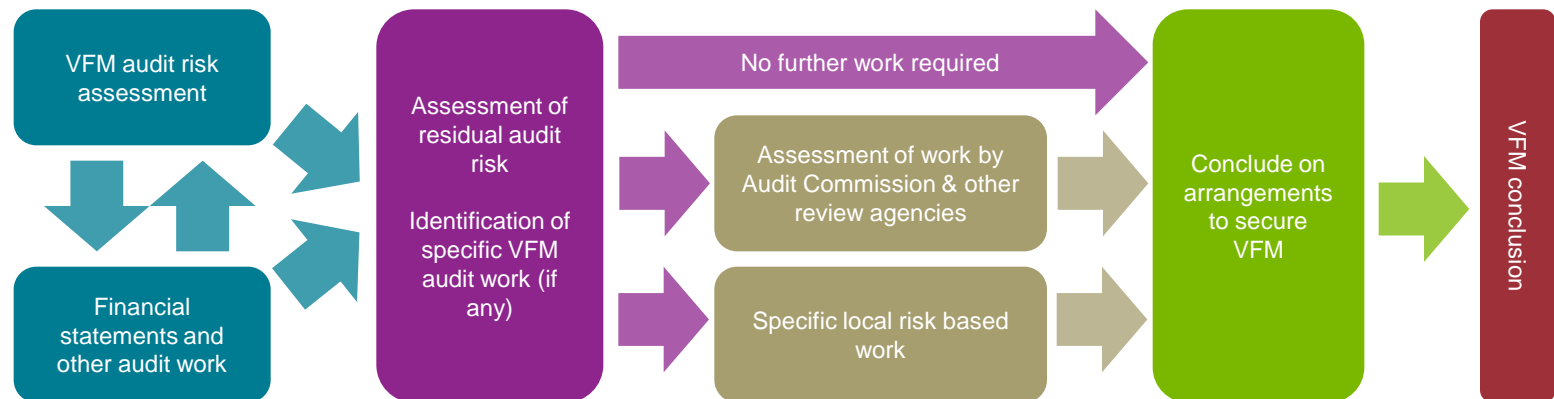 VFM audit risk
assessment
Financial
statements and
other audit work
Assessment of
residual audit
risk
Identification of
specific VFM
audit work (if
any)
No further work required
Assessment of work by
Audit Commission & other
review agencies
Specific local risk based
work
Conclude on
arrangements
to secure
VFM
VFM conclusion